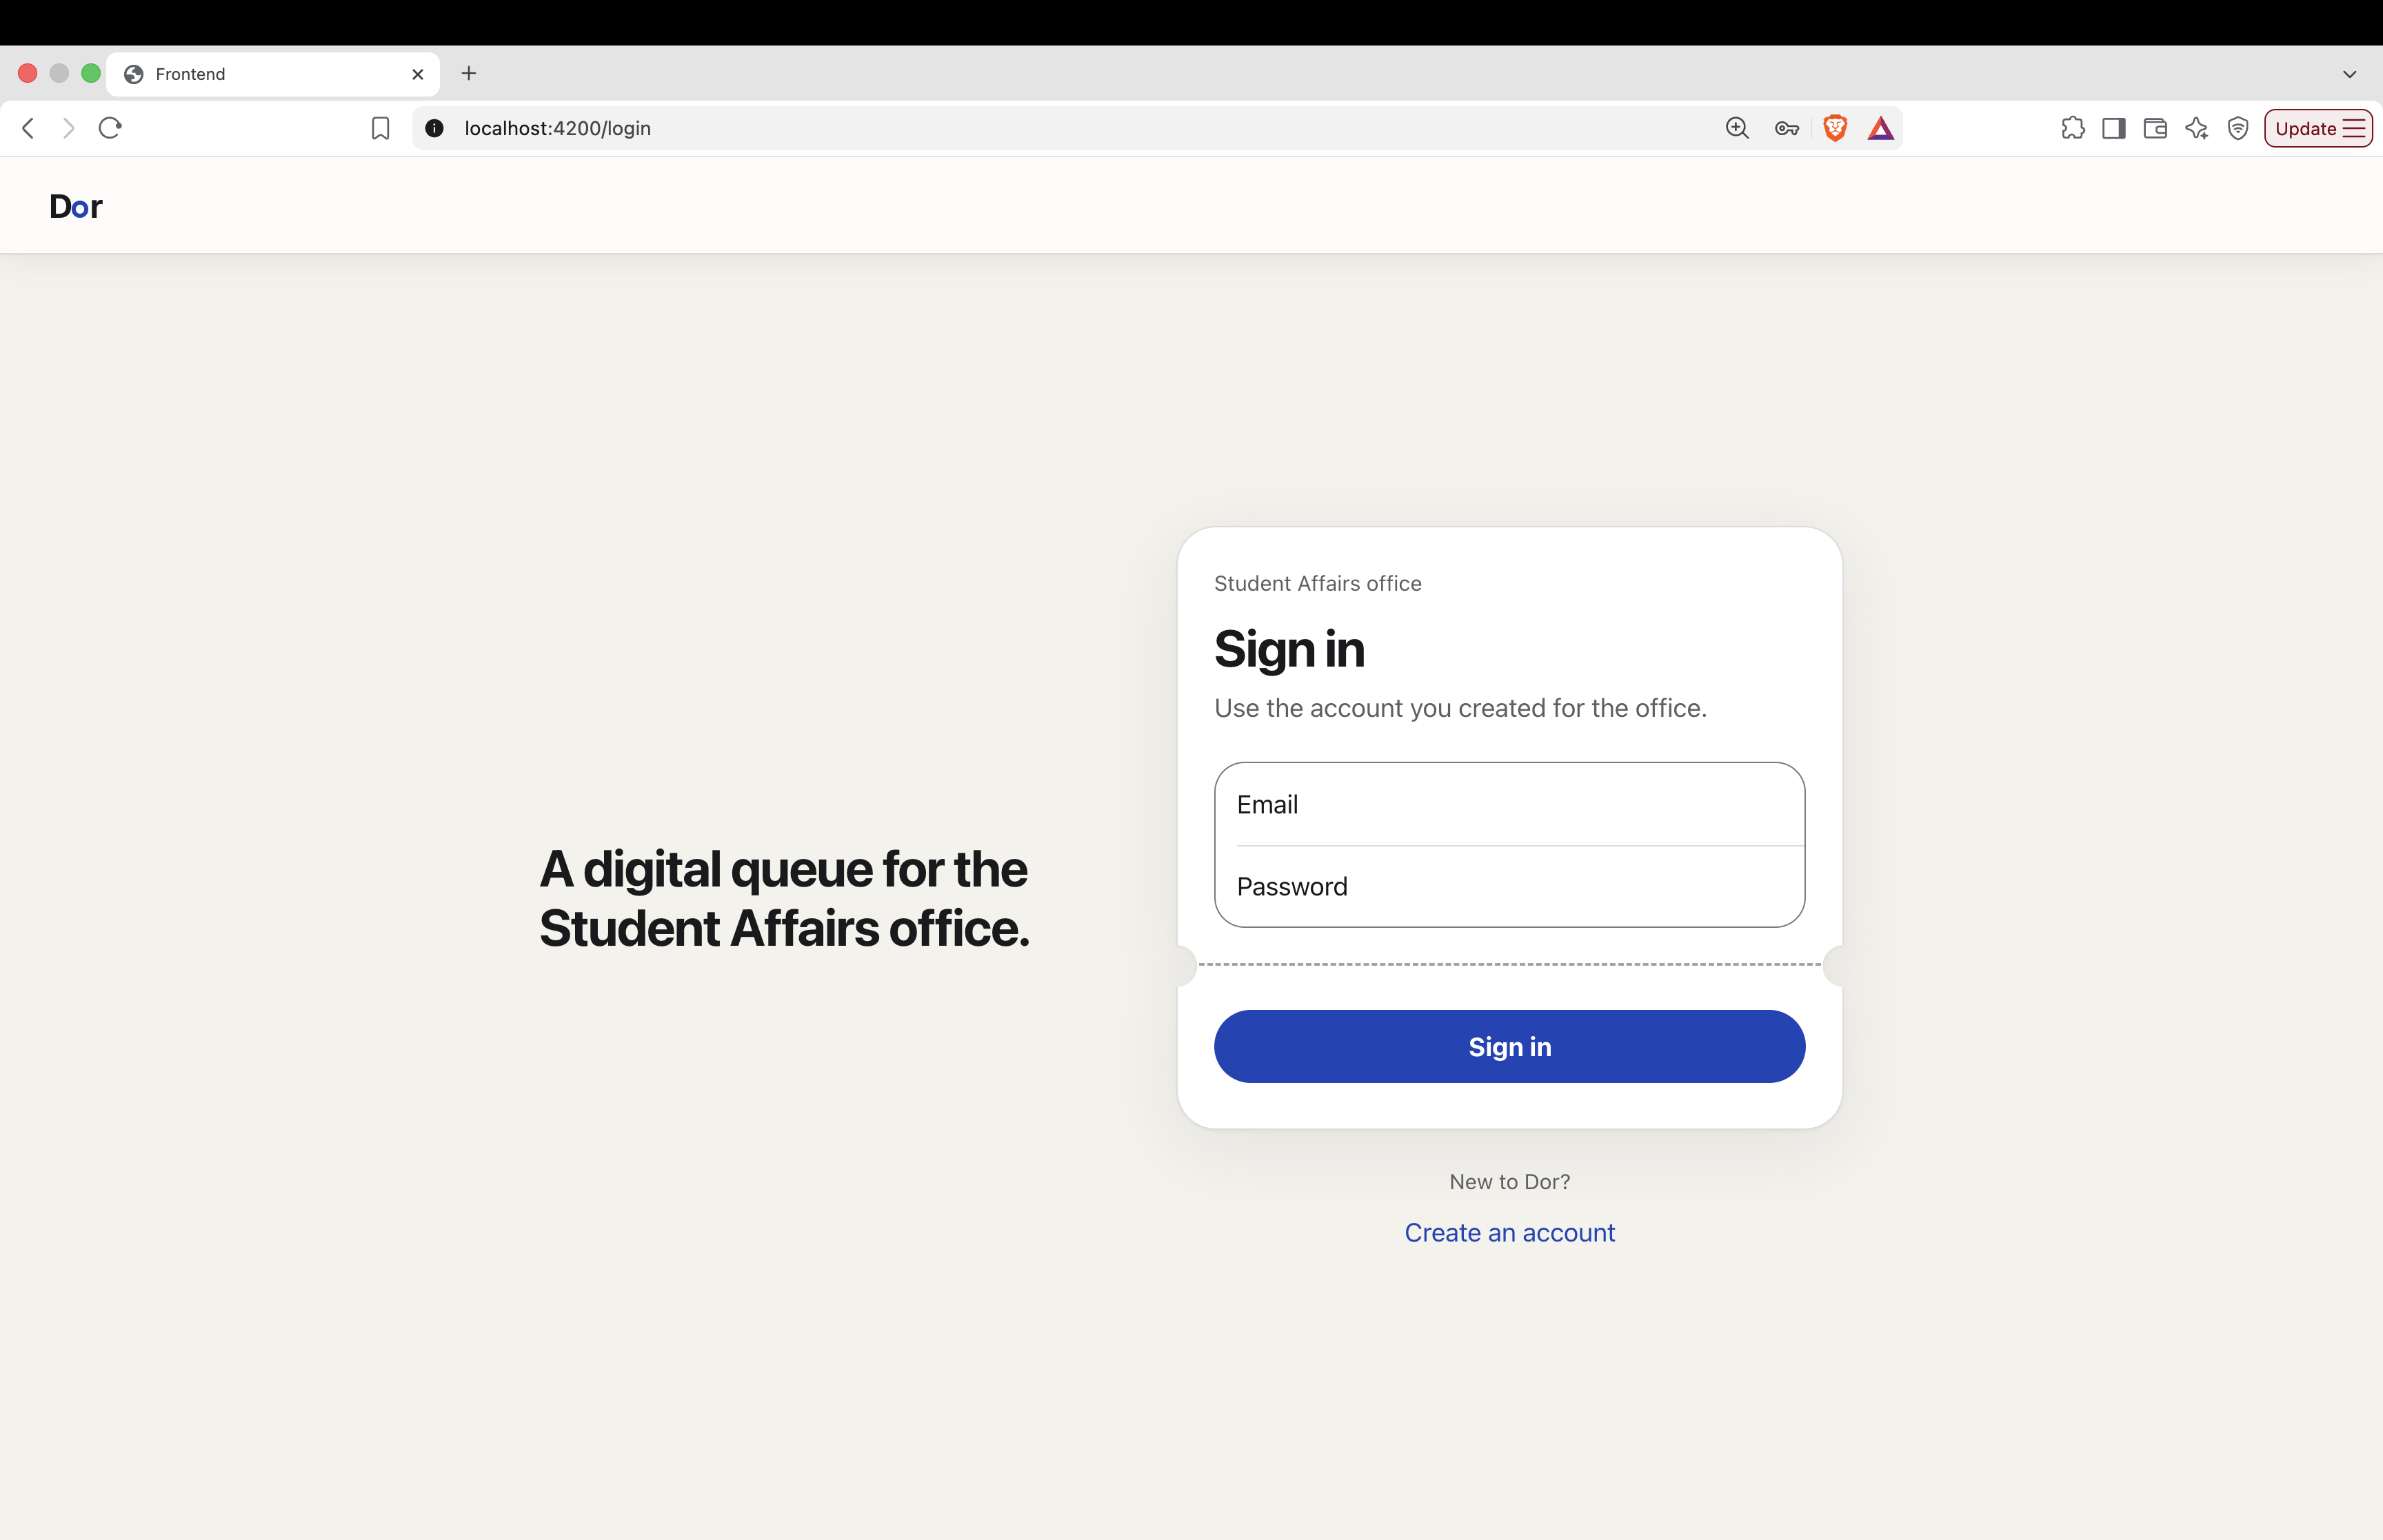 Frontend
localhost:4200/login
Update
Dor
A digital queue for the
Student Affairs office.
Student Affairs office
Sign in
Use the account you created for the office.
Email
Password
Sign in
New to Dor?
Create an account